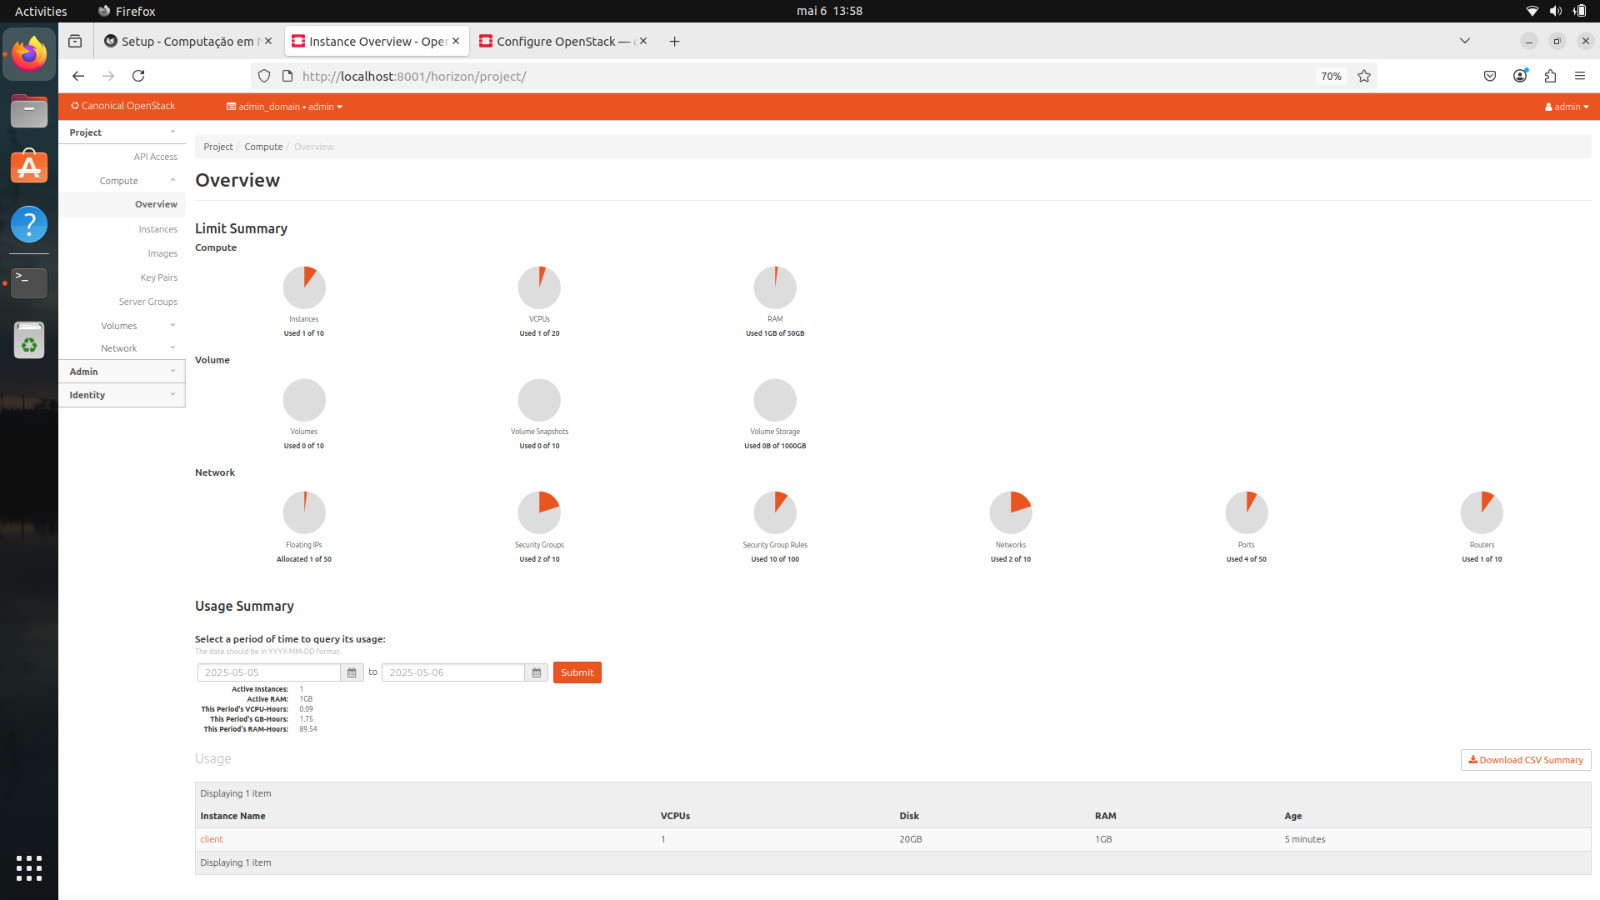 Activities
Firefox
mai 6 13:58
Setup - Computação em
Instance Overview - Ope
Configure OpenStack —
http://localhost:8001/horizon/project/
70%
Canonical OpenStack
admin_domain • admin
admin
Project
API Access
Compute
Overview
Instances
Images
Key Pairs
Server Groups
Volumes
Network
Admin
Identity
Project / Compute / Overview
Overview
Limit Summary
Compute
Instances
Used 1 of 10
VCPUs
Used 1 of 20
RAM
Used 1GB of 50GB
Volume
Volumes
Used 0 of 10
Volume Snapshots
Used 0 of 10
Volume Storage
Used 0B of 1000GB
Network
Floating IPs
Allocated 1 of 50
Security Groups
Used 2 of 10
Security Group Rules
Used 10 of 100
Networks
Used 2 of 10
Ports
Used 4 of 50
Routers
Used 1 of 10
Usage Summary
Select a period of time to query its usage:
The date should be in YYYY-MM-DD format.
2025-05-05 to 2025-05-06 Submit
Active Instances: 1
Active RAM: 1GB
This Period's VCPU-Hours: 0.09
This Period's GB-Hours: 1.75
This Period's RAM-Hours: 89.54
Usage
Download CSV Summary
Displaying 1 item
Instance Name VCPUs Disk RAM Age
client 1 20GB 1GB 5 minutes
Displaying 1 item